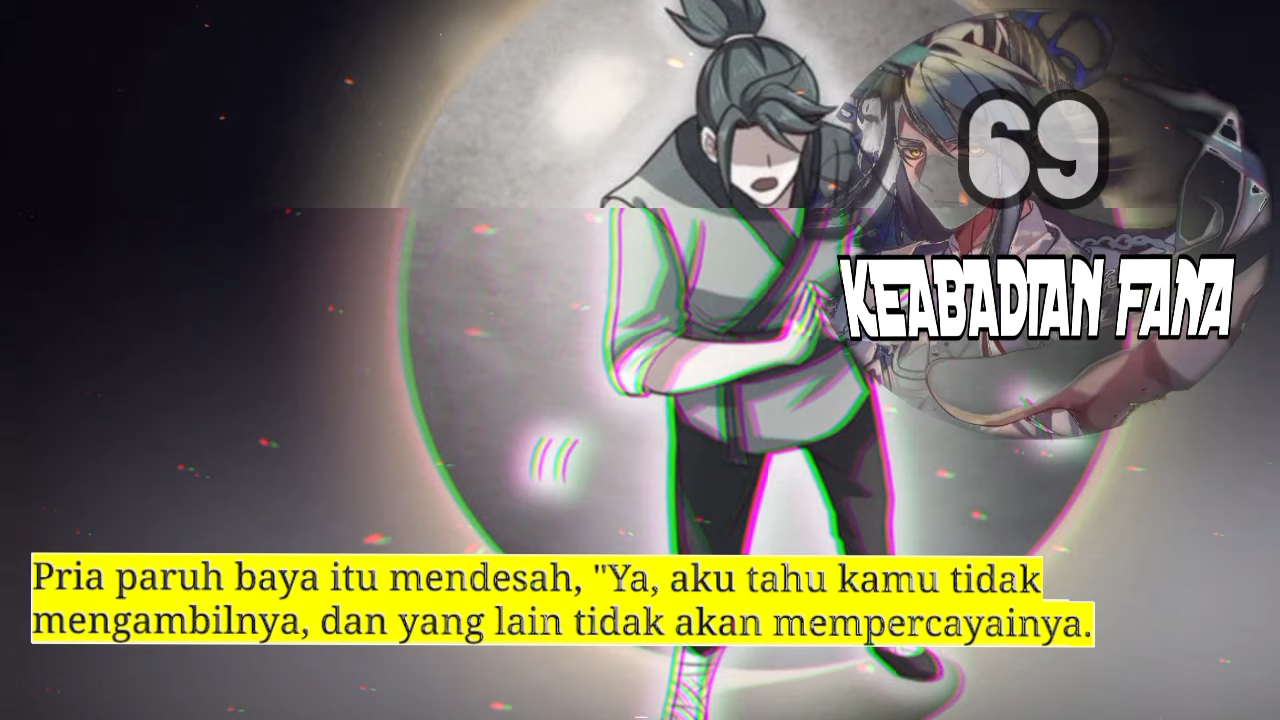 69
KEABADIAN FANA
Pria paruh baya itu mendesah, "Ya, aku tahu kamu tidak
mengambilnya, dan yang lain tidak akan mempercayainya.